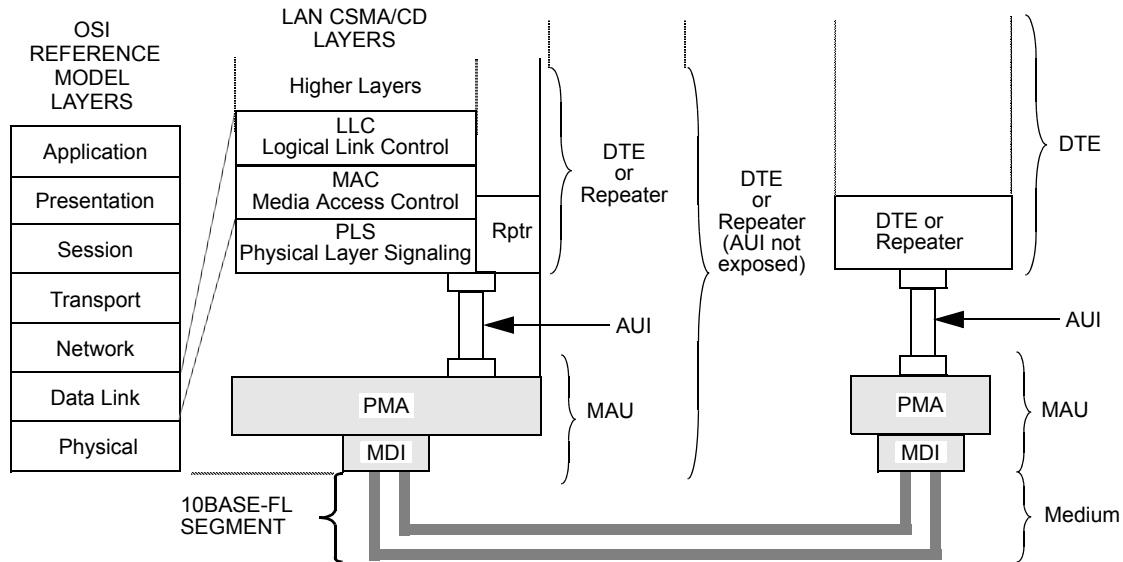 OSI
REFERENCE
MODEL
LAYERS
Application
Presentation
Session
Transport
Network
Data Link
Physical
LAN CSMA/CD
LAYERS
Higher Layers
LLC
Logical Link Control
MAC
Media Access Control
PLS
Physical Layer Signaling
Rptr
DTE
or
Repeater
AUI
PMA
MAU
MDI
10BASE-FL
SEGMENT
DTE
or
Repeater
(AUI not
exposed)
DTE
DTE or
Repeater
AUI
PMA
MAU
MDI
Medium